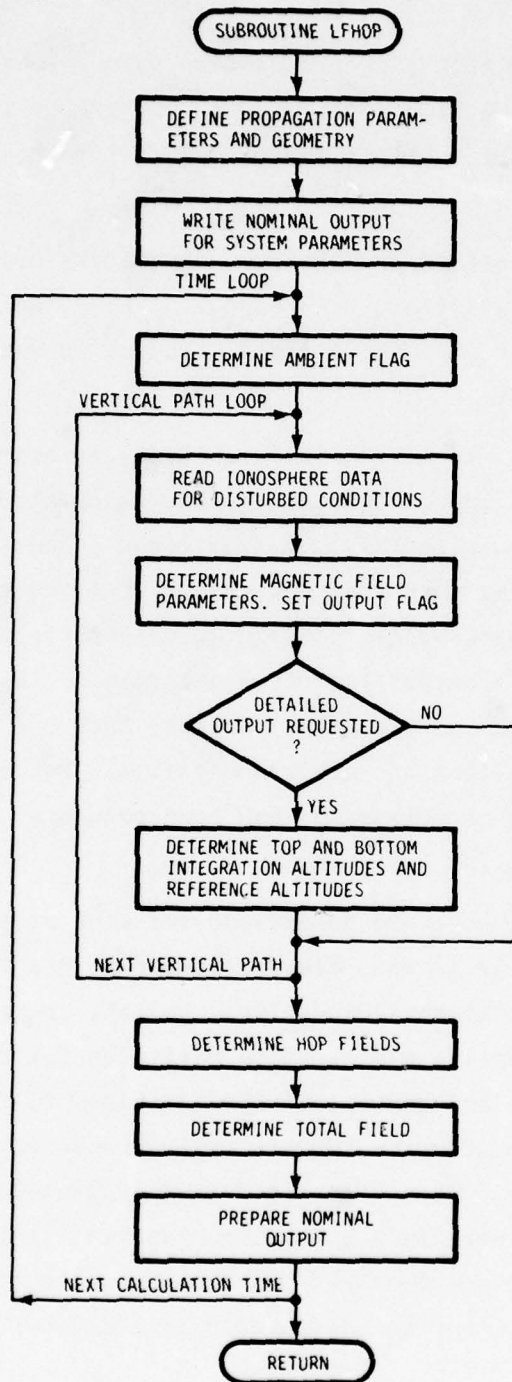 SUBROUTINE LFHOP
DEFINE PROPAGATION PARAM-
ETERS AND GEOMETRY
WRITE NOMINAL OUTPUT
FOR SYSTEM PARAMETERS
TIME LOOP
DETERMINE AMBIENT FLAG
VERTICAL PATH LOOP
READ IONOSPHERE DATA
FOR DISTURBED CONDITIONS
DETERMINE MAGNETIC FIELD
PARAMETERS. SET OUTPUT FLAG
DETAILED
OUTPUT REQUESTED
?
NO
YES
DETERMINE TOP AND BOTTOM
INTEGRATION ALTITUDES AND
REFERENCE ALTITUDES
NEXT VERTICAL PATH
DETERMINE HOP FIELDS
DETERMINE TOTAL FIELD
PREPARE NOMINAL
OUTPUT
NEXT CALCULATION TIME
RETURN